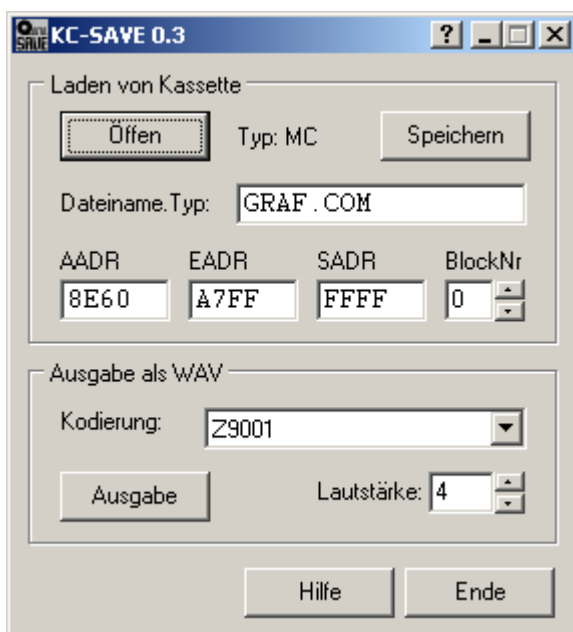 KC-SAVE 0.3
Laden von Kassette
Öffen Typ: MC Speichern
Dateiname.Typ: GRAF.COM
AADR EADR SADR BlockNr
8E60 A7FF FFFF 0
Ausgabe als WAV
Kodierung: Z9001
Ausgabe Lautstärke: 4
Hilfe Ende